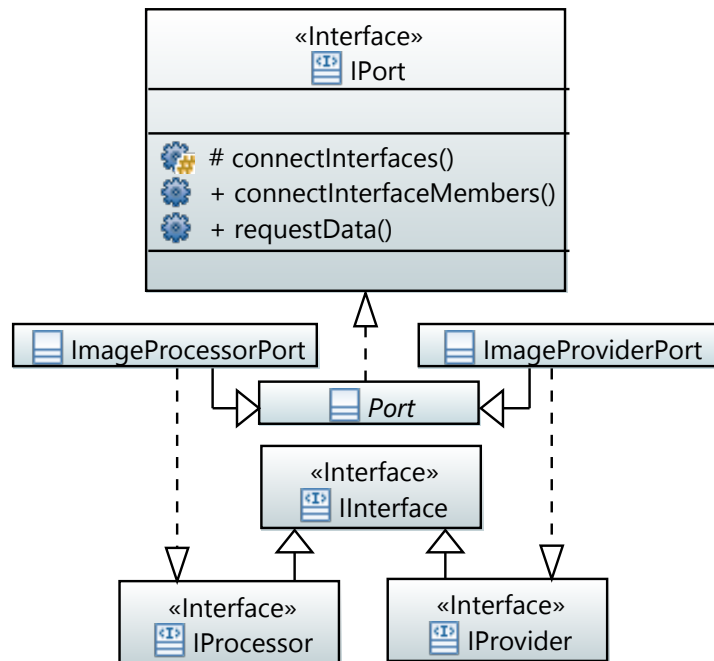 «Interface»
IPort
# connectInterfaces()
+ connectInterfaceMembers()
+ requestData()
ImageProcessorPort
ImageProviderPort
Port
«Interface»
IInterface
«Interface»
IProcessor
«Interface»
IProvider